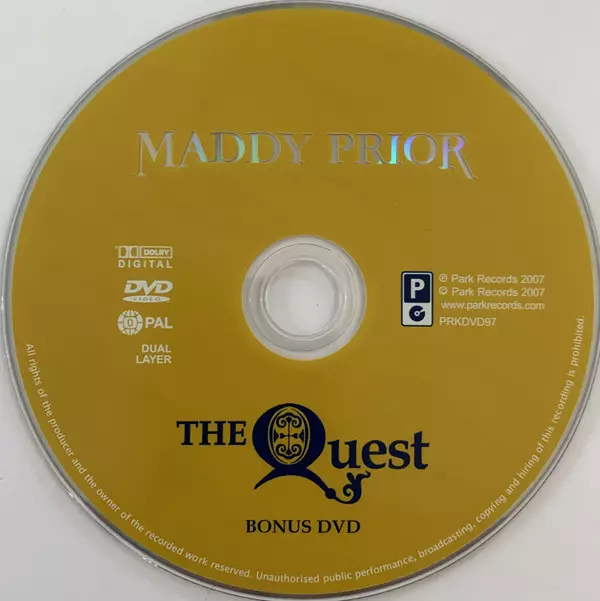 MADDY PRIOR
DOLBY
DIGITAL
DVD
VIDEO
0 PAL
DUAL
LAYER
P
℗ Park Records 2007
© Park Records 2007
www.parkrecords.com
PRKDVD97
THE Quest
BONUS DVD
All rights of the producer and the owner of the recorded work reserved. Unauthorised public performance, broadcasting, copying and hiring of this recording is prohibited.